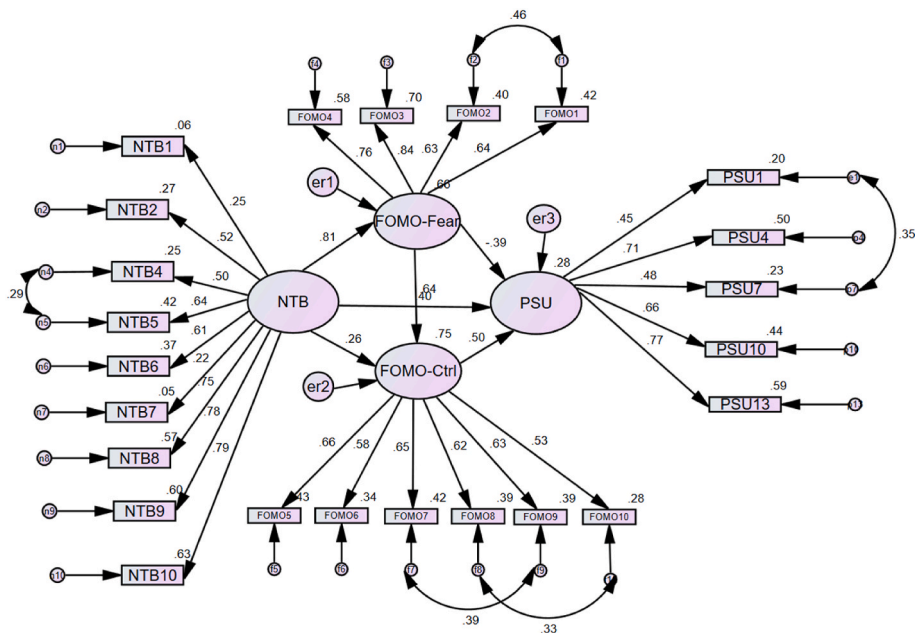 .46
f4
f3
f2
f1
.58
.70
.40
.42
FOMO4
FOMO3
FOMO2
FOMO1
.06
n1
NTB1
.76
.84
.63
.64
.20
PSU1
e1
er1
.66
.27
n2
NTB2
.25
FOMO-Fear
er3
.45
.50
.52
.81
-.39
.71
PSU4
p4
.35
.25
n4
NTB4
.50
.28
.48
.23
PSU7
p7
.29
.42
n5
NTB5
.64
NTB
.64
.40
PSU
.66
.37
n6
NTB6
.61
.26
.75
.50
.44
PSU10
.22
.77
.05
n7
NTB7
.75
er2
FOMO-Ctrl
.59
PSU13
.57
n8
NTB8
.78
.66
.58
.65
.62
.63
.53
.79
.60
n9
NTB9
.43
.34
.42
.39
.39
.28
FOMO5
FOMO6
FOMO7
FOMO8
FOMO9
FOMO10
.63
n10
NTB10
f5
f6
f7
f8
f9
.39
.33